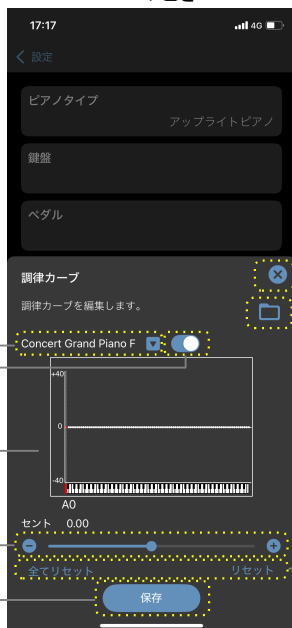 17:17 4G
設定
ピアノタイプ
アップライトピアノ
鍵盤
ペダル
調律カーブ
調律カーブを編集します。
Concert Grand Piano F
+40
0
-40
A0
セント 0.00
全てリセット リセット
保存